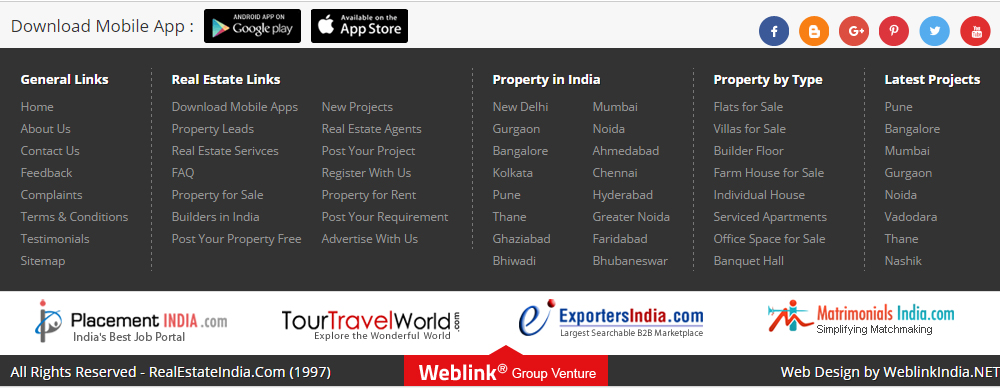 Download Mobile App :
ANDROID APP ON
Google play
Available on the
App Store
General Links
Home
About Us
Contact Us
Feedback
Complaints
Terms & Conditions
Testimonials
Sitemap
Real Estate Links
Download Mobile Apps
Property Leads
Real Estate Serivces
FAQ
Property for Sale
Builders in India
Post Your Property Free
New Projects
Real Estate Agents
Post Your Project
Register With Us
Property for Rent
Post Your Requirement
Advertise With Us
Property in India
New Delhi
Gurgaon
Bangalore
Kolkata
Pune
Thane
Ghaziabad
Bhiwadi
Mumbai
Noida
Ahmedabad
Chennai
Hyderabad
Greater Noida
Faridabad
Bhubaneswar
Property by Type
Flats for Sale
Villas for Sale
Builder Floor
Farm House for Sale
Individual House
Serviced Apartments
Office Space for Sale
Banquet Hall
Latest Projects
Pune
Bangalore
Mumbai
Gurgaon
Noida
Vadodara
Thane
Nashik
Placement INDIA.com
India's Best Job Portal
TourTravelWorld.com
Explore the Wonderful World
ExportersIndia.com
Largest Searchable B2B Marketplace
Matrimonials India.com
Simplifying Matchmaking
All Rights Reserved - RealEstateIndia.Com (1997)
Weblink® Group Venture
Web Design by WeblinkIndia.NET